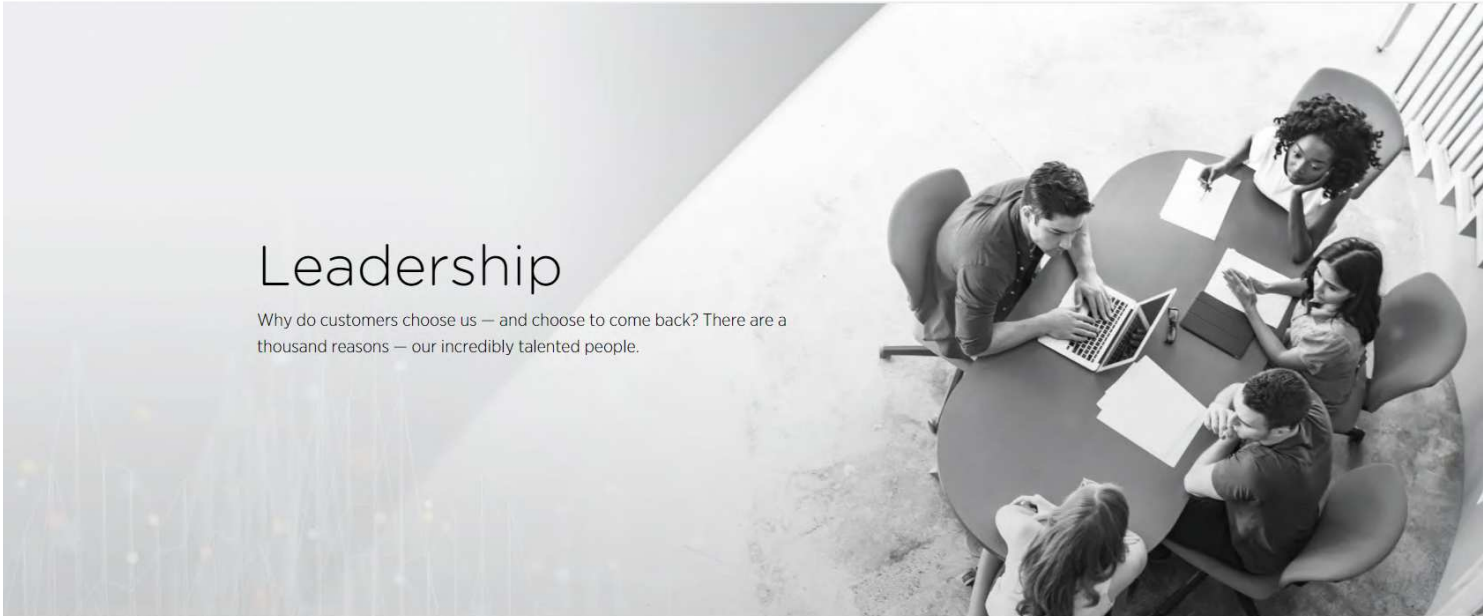 Leadership
Why do customers choose us — and choose to come back? There are a
thousand reasons — our incredibly talented people.